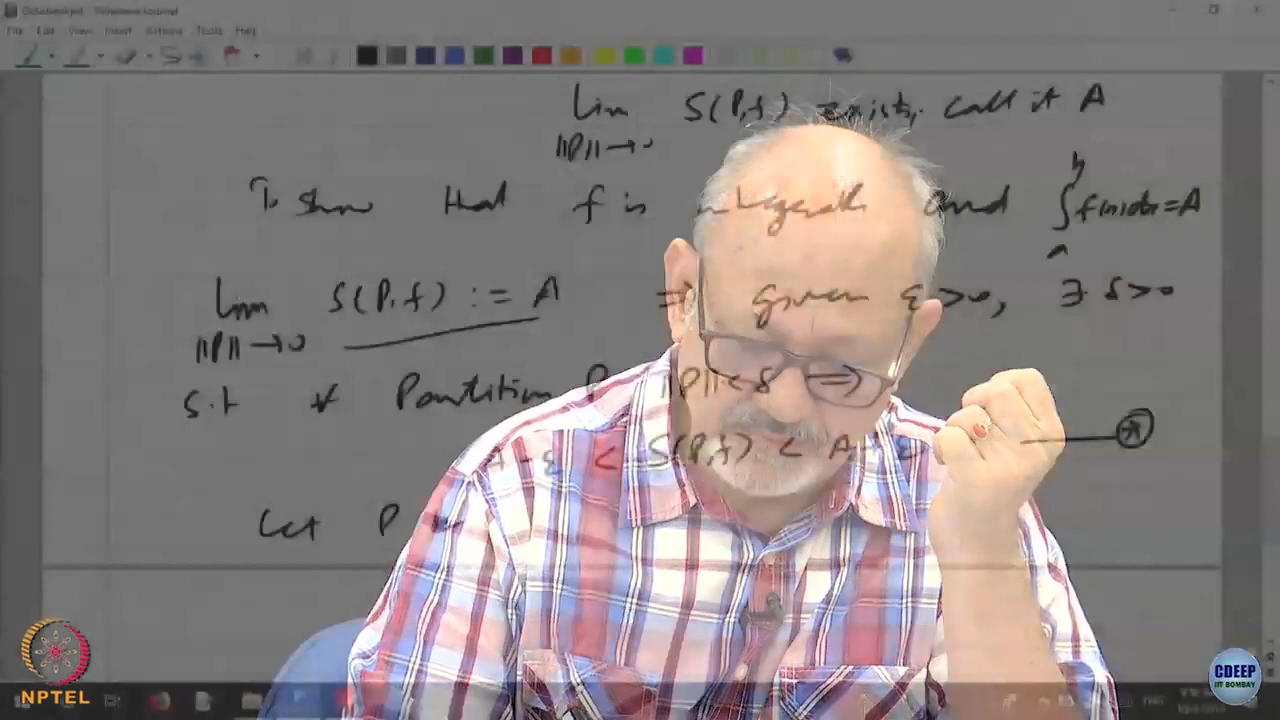 Lim S(P,f) exists, call it A
||P|| → 0
To show that f is integrable and ∫ f(x)dx = A
b
a
Lim S(P,f) := A ⇒ given ε > 0, ∃ δ > 0
||P|| → 0
s.t ∀ Partition P ||P|| < δ ⇒
A - ε < S(P,f) < A + ε
Let P
NPTEL
CDEEP
IIT BOMBAY